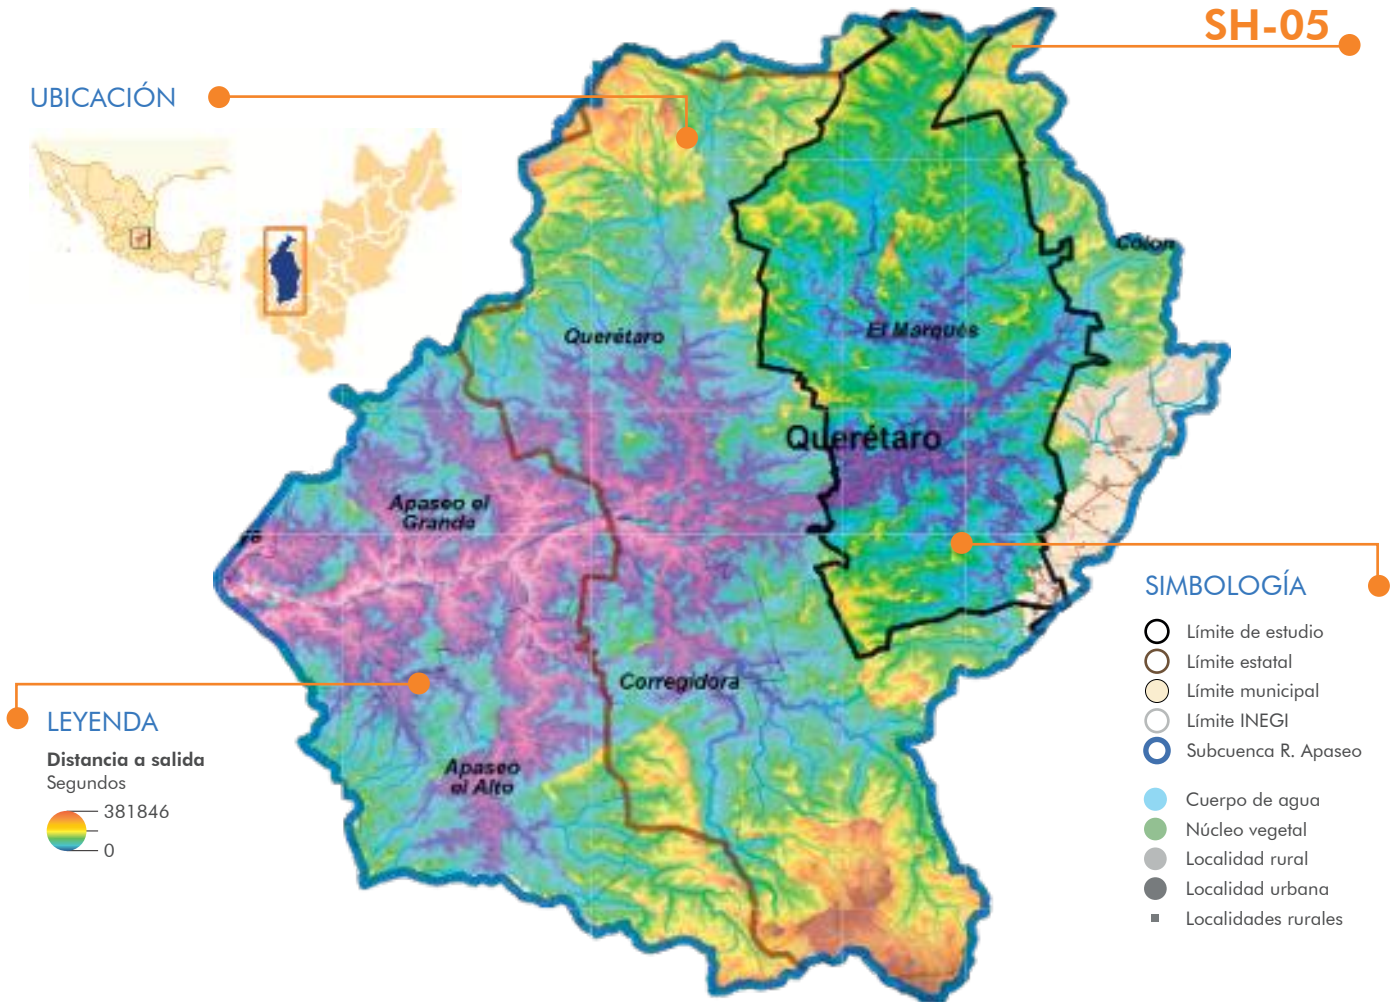 SH-05
UBICACIÓN
Colon
Querétaro
El Marqués
Querétaro
Apaseo el
Grande
Corregidora
Apaseo
el Alto
LEYENDA
Distancia a salida
Segundos
381846
0
SIMBOLOGÍA
Límite de estudio
Límite estatal
Límite municipal
Límite INEGI
Subcuenca R. Apaseo
Cuerpo de agua
Núcleo vegetal
Localidad rural
Localidad urbana
Localidades rurales